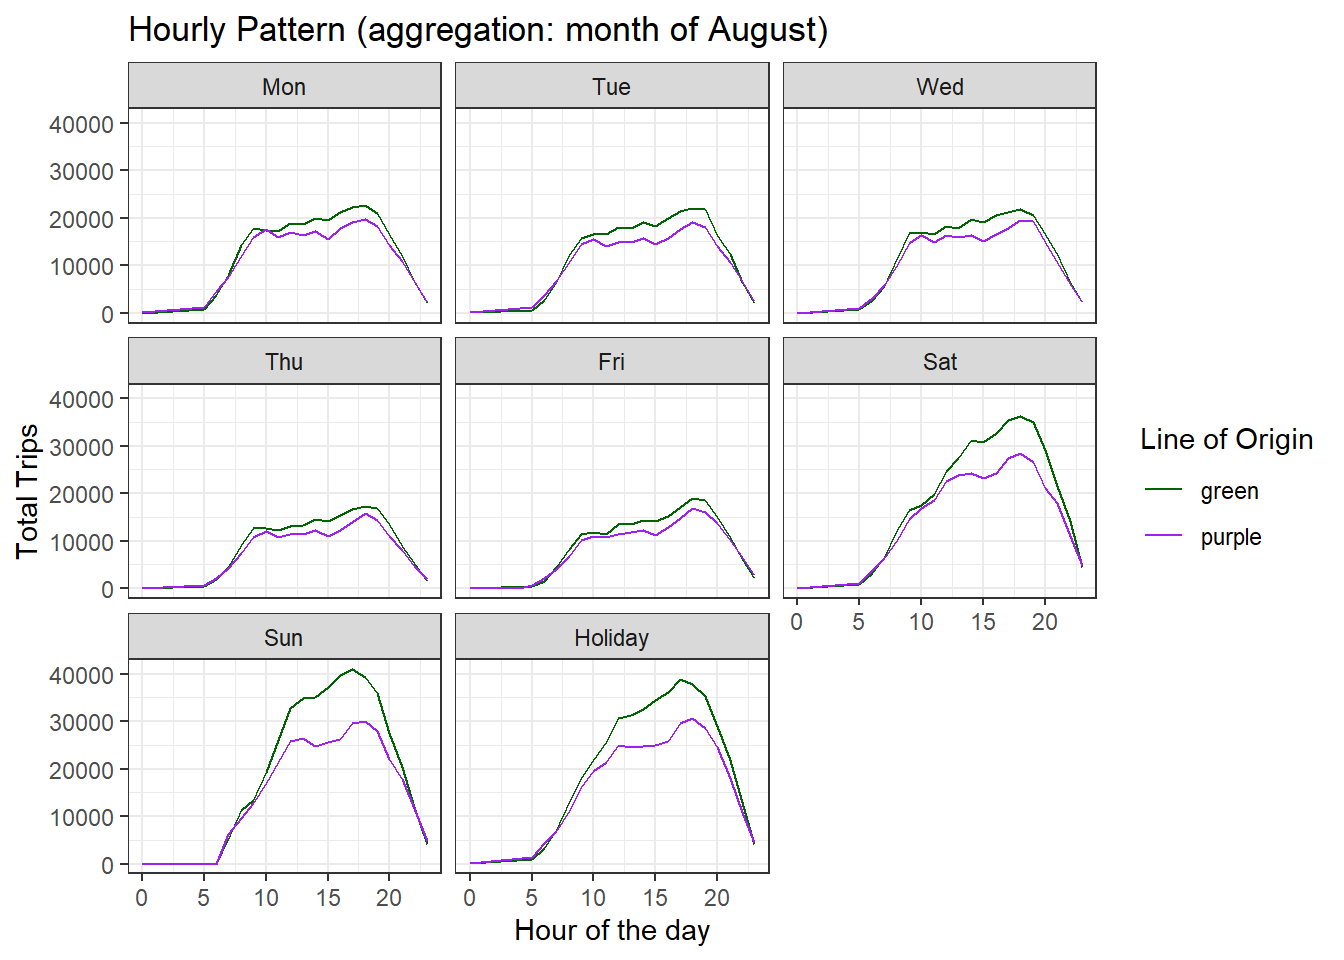 Hourly Pattern (aggregation: month of August)
Mon
Tue
Wed
40000
30000
20000
10000
0
Thu
Fri
Sat
40000
30000
20000
10000
0
0 5 10 15 20
Sun
Holiday
40000
30000
20000
10000
0
0 5 10 15 20
0 5 10 15 20
Total Trips
Hour of the day
Line of Origin
green
purple